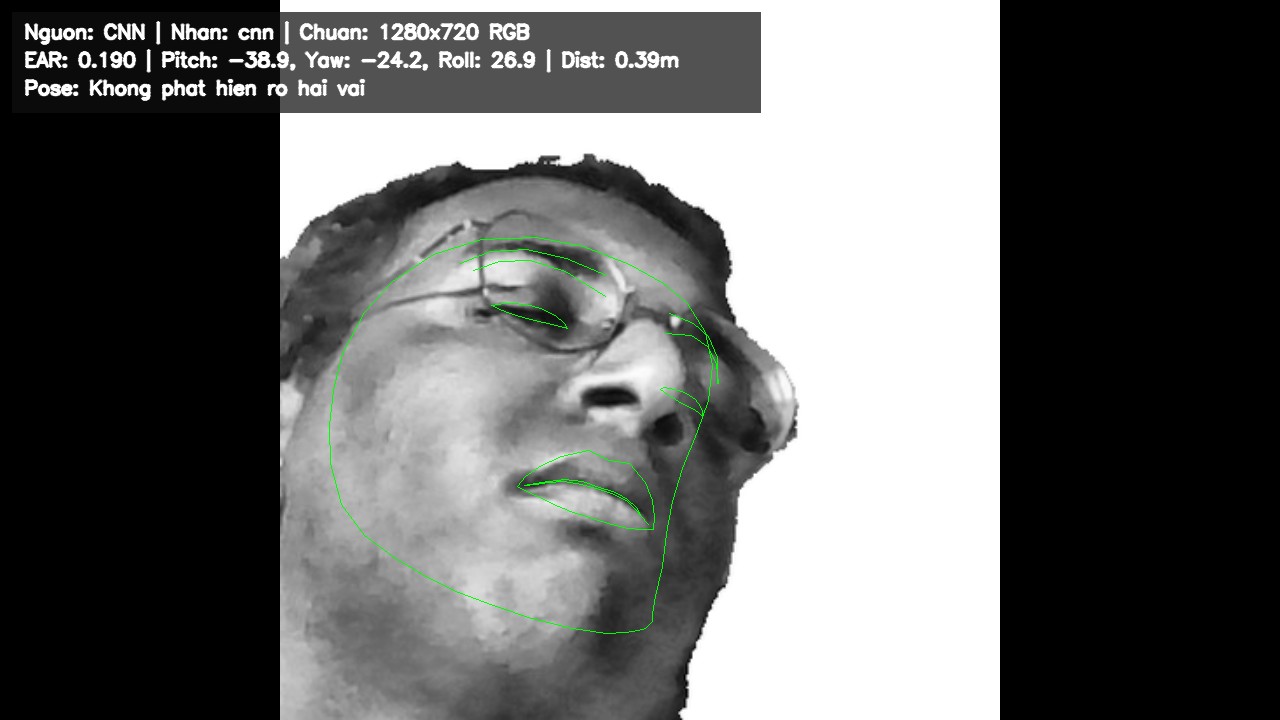 Nguon: CNN | Nhan: cnn | Chuan: 1280x720 RGB
EAR: 0.190 | Pitch: -38.9, Yaw: -24.2, Roll: 26.9 | Dist: 0.39m
Pose: Khong phat hien ro hai vai